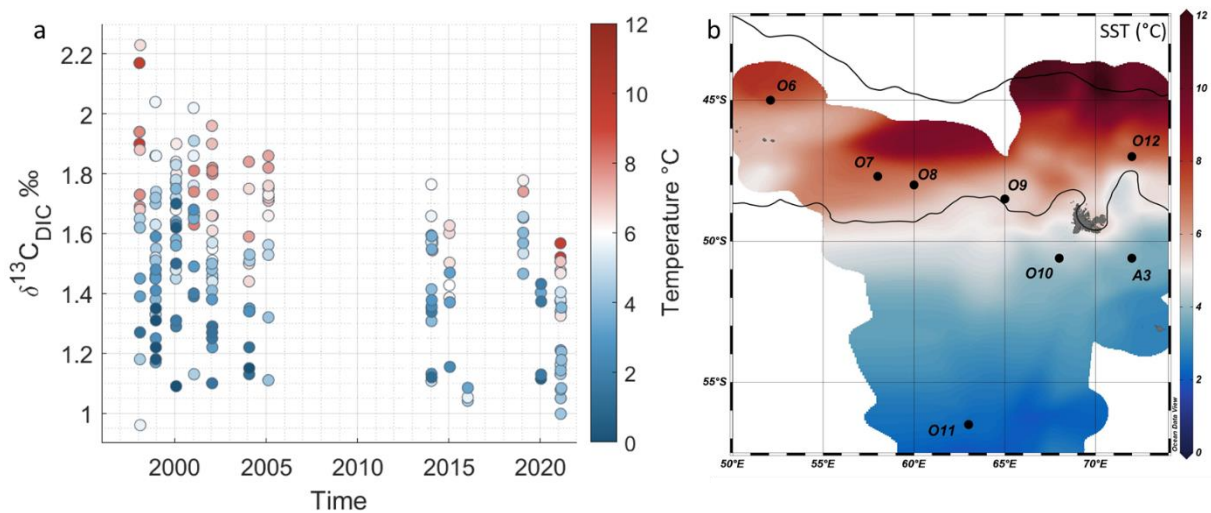 a
δ¹³C_DIC ‰
2.2
2
1.8
1.6
1.4
1.2
1
2000
2005
2010
2015
2020
Time
12
10
8
6
4
2
0
Temperature °C
b
SST (°C)
45°S
50°S
55°S
50°E
55°E
60°E
65°E
70°E
O6
O7
O8
O9
O12
O10
A3
O11
Ocean Data View
12
10
8
6
4
2
0